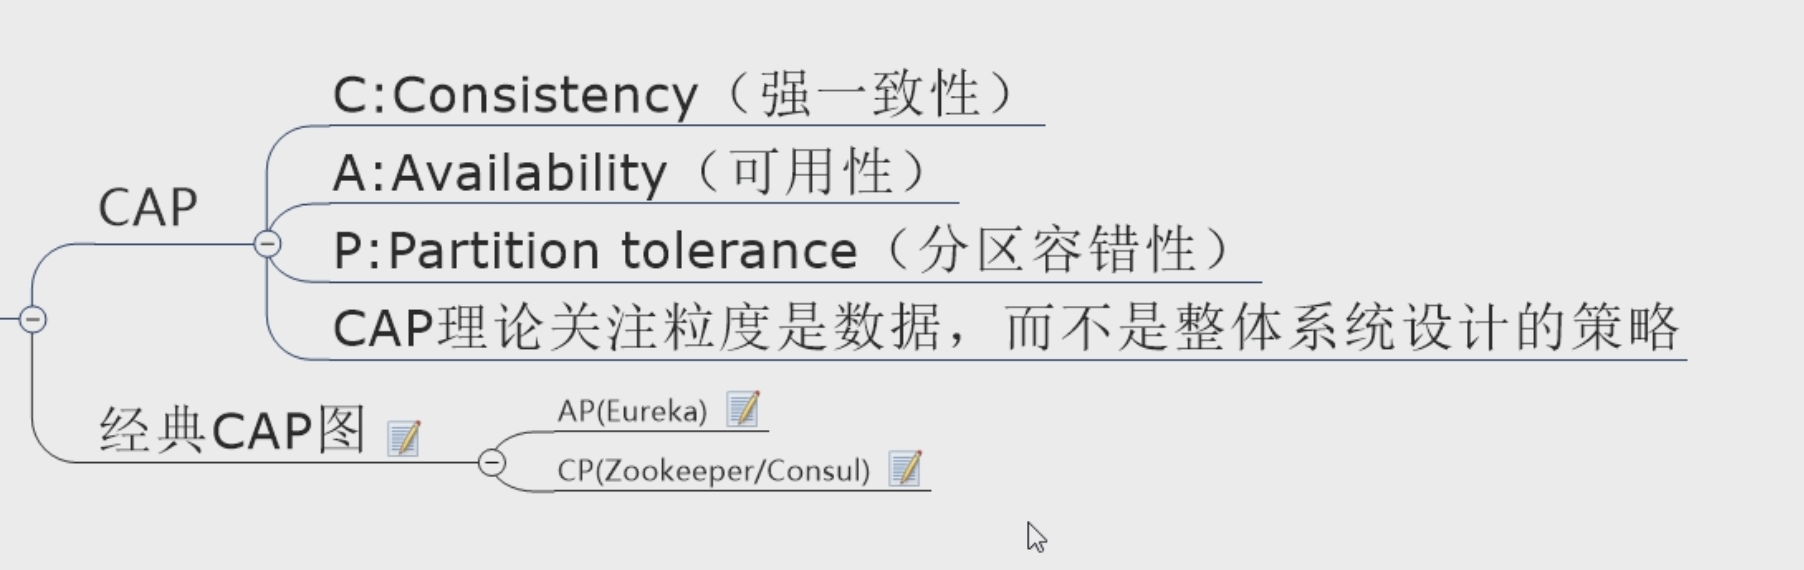 C:Consistency（强一致性）
A:Availability（可用性）
CAP
P:Partition tolerance（分区容错性）
CAP理论关注粒度是数据，而不是整体系统设计的策略
经典CAP图
AP(Eureka)
CP(Zookeeper/Consul)